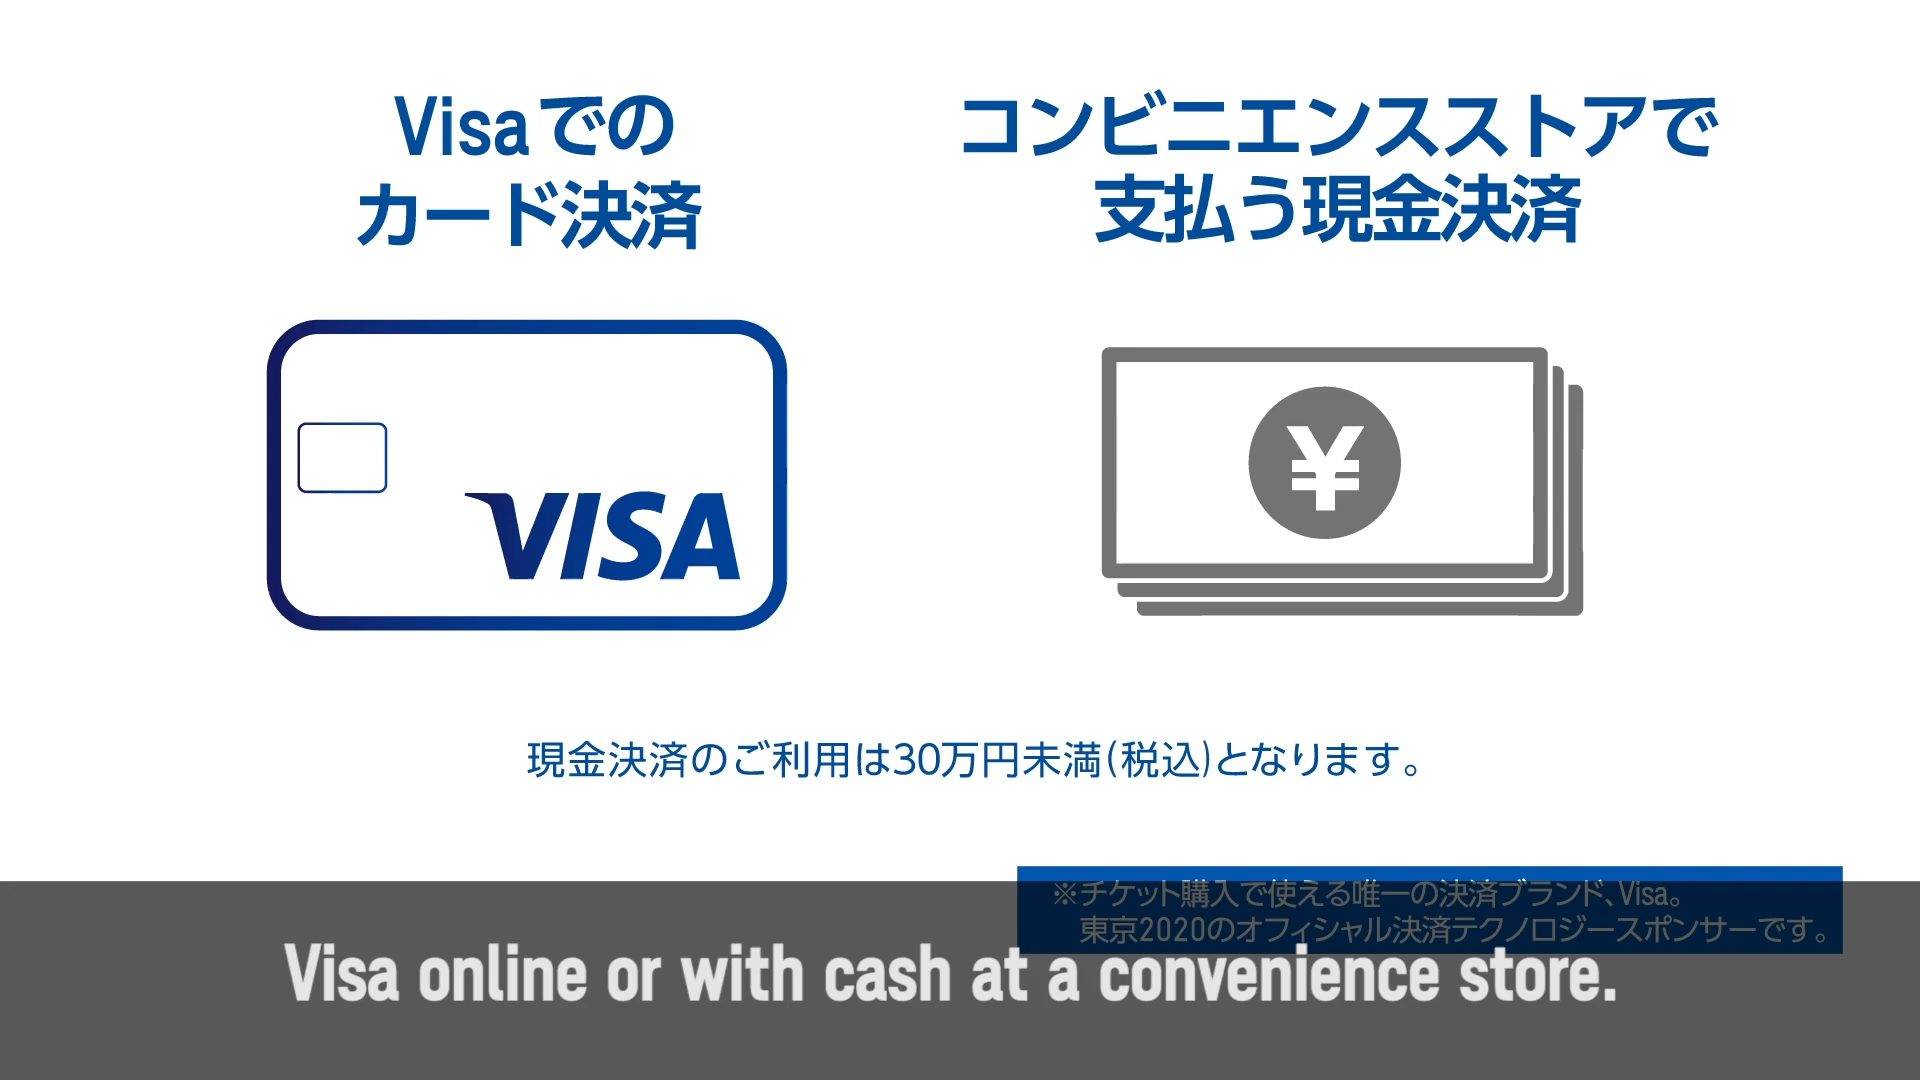 Visaでの
カード決済
コンビニエンスストアで
支払う現金決済
VISA
¥
現金決済のご利用は30万円未満(税込)となります。
※チケット購入で使える唯一の決済ブランド、Visa。
東京2020のオフィシャル決済テクノロジースポンサーです。
Visa online or with cash at a convenience store.